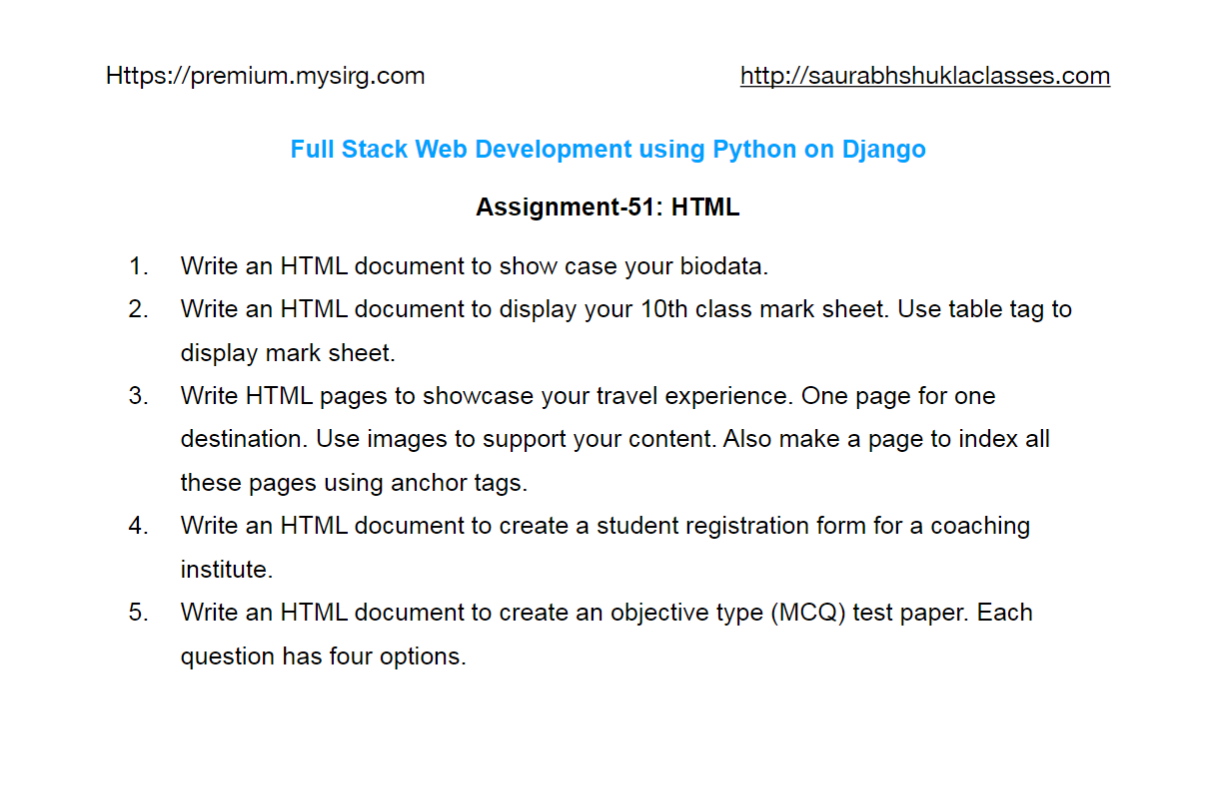 Https://premium.mysirg.com http://saurabhshuklaclasses.com
Full Stack Web Development using Python on Django
Assignment-51: HTML
1. Write an HTML document to show case your biodata.
2. Write an HTML document to display your 10th class mark sheet. Use table tag to
display mark sheet.
3. Write HTML pages to showcase your travel experience. One page for one
destination. Use images to support your content. Also make a page to index all
these pages using anchor tags.
4. Write an HTML document to create a student registration form for a coaching
institute.
5. Write an HTML document to create an objective type (MCQ) test paper. Each
question has four options.